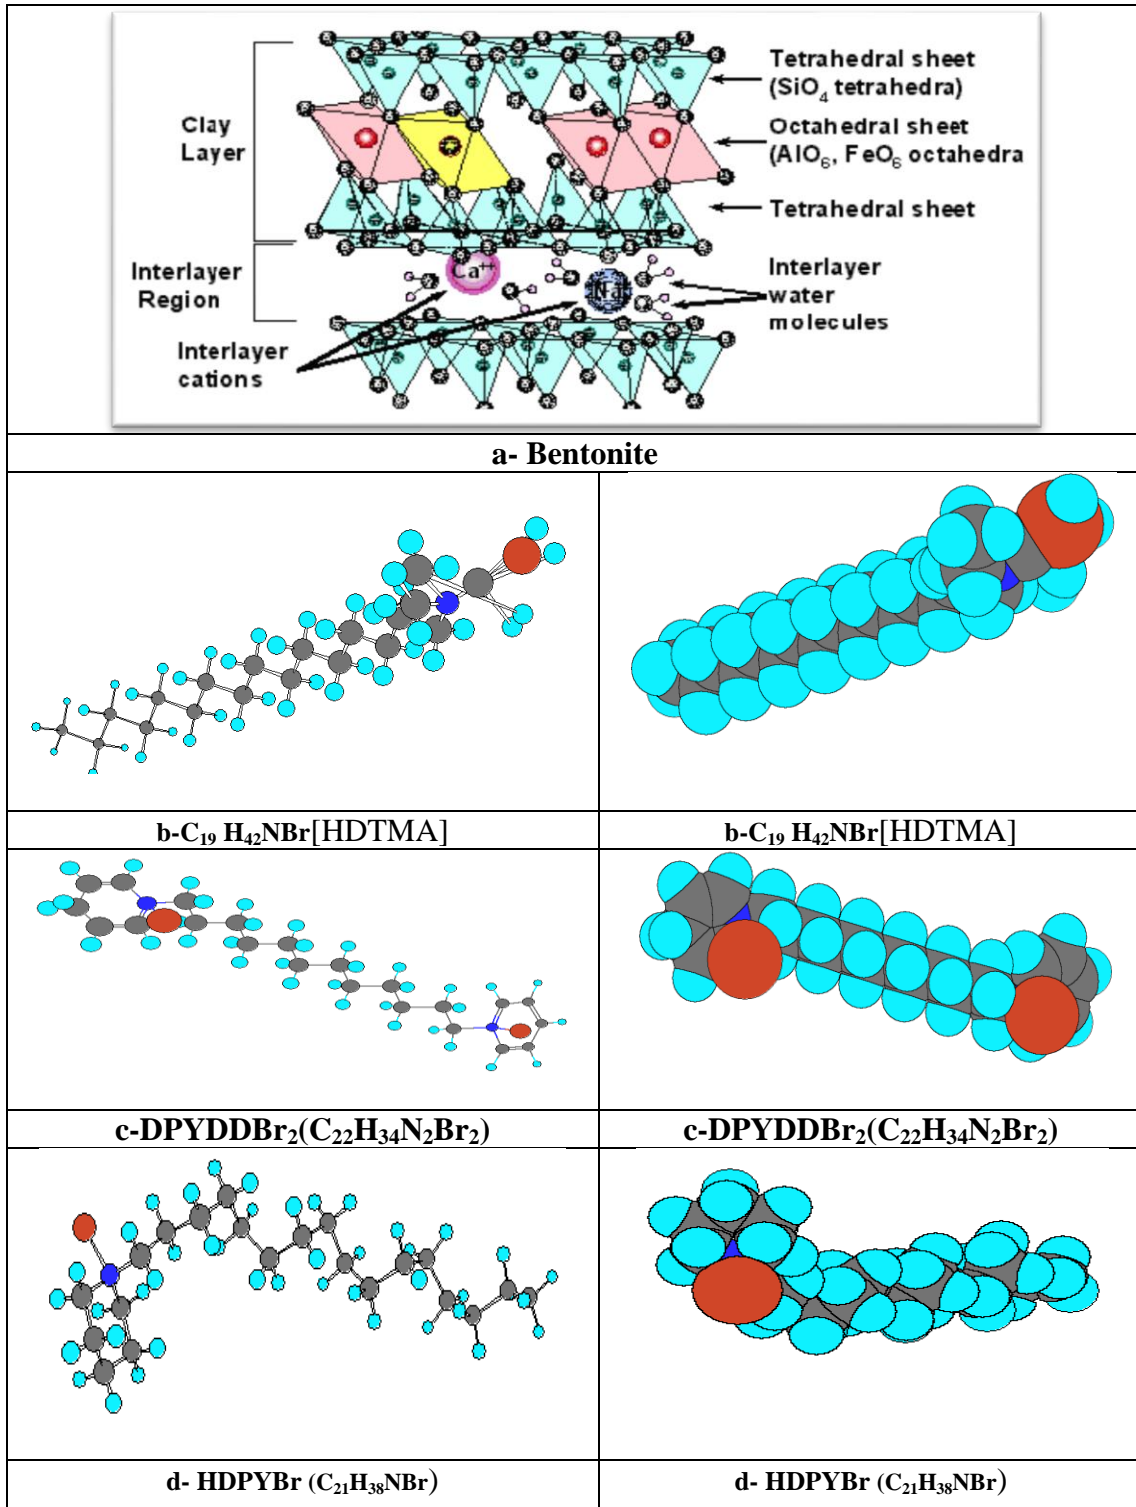 Clay
Layer
Interlayer
Region
Interlayer
cations
Tetrahedral sheet
(SiO₄ tetrahedra)
Octahedral sheet
(AlO₆, FeO₆ octahedra
Tetrahedral sheet
Interlayer
water
molecules
Ca⁺⁺
Na
a- Bentonite
b-C₁₉ H₄₂NBr[HDTMA]
b-C₁₉ H₄₂NBr[HDTMA]
c-DPYDDBr₂(C₂₂H₃₄N₂Br₂)
c-DPYDDBr₂(C₂₂H₃₄N₂Br₂)
d- HDPYBr (C₂₁H₃₈NBr)
d- HDPYBr (C₂₁H₃₈NBr)